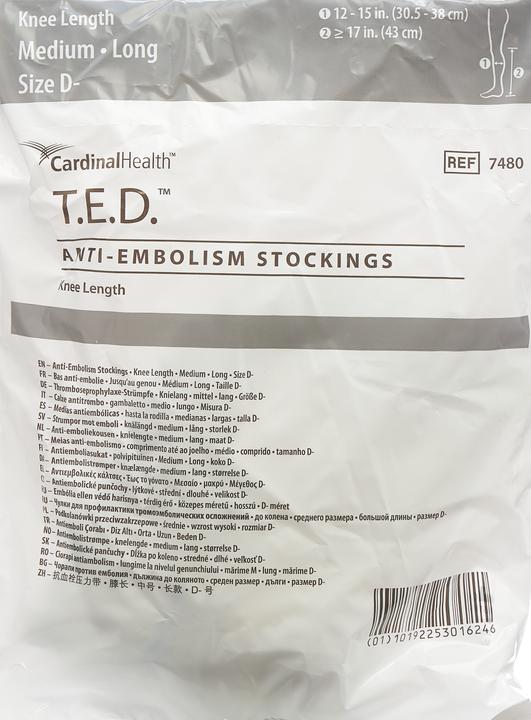 Knee Length
Medium • Long
Size D-
❶ 12 - 15 in. (30.5 - 38 cm)
❷ ≥ 17 in. (43 cm)
1
2
CardinalHealth™
REF 7480
T.E.D.™
ANTI-EMBOLISM STOCKINGS
Knee Length
EN – Anti-Embolism Stockings • Knee Length • Medium • Long • Size D-
FR – Bas anti-embolie • Jusqu'au genou • Médium • Long • Taille D-
DE – Thromboseprophylaxe-Strümpfe • Knielang • mittel • lang • Größe D-
IT – Calze antitrombo • gambaletto • medio • lungo • Misura D-
ES – Medias antiembólicas • hasta la rodilla • medianas • largas • talla D-
SV – Strumpor mot emboli • knälängd • medium • lång • storlek D-
NL – Anti-emboliekousen • knielengte • medium • lang • maat D-
PT – Meias anti-embolismo • comprimento até ao joelho • médio • comprido • tamanho D-
FI – Antiemboliasukat • polvipituinen • Medium • Long • koko D-
– Antiembolistrømper • knælængde • medium • lang • størrelse D-
EL – Αντιεμβολικές κάλτσες • Έως το γόνατο • Μεσαίο • μακρύ • Μέγεθος D-
– Antiembolické punčochy • lýtkové • střední • dlouhé • velikost D-
HU – Embólia ellen védő harisnya • térdig érő • közepes méretű • hosszú • D- méret
RU – Чулки для профилактики тромоэмболических осложнений • до колена • среднего размера • большой длины • размер D-
PL – Podkolanówki przeciwzakrzepowe • średnie • wzrost wysoki • rozmiar D-
TR – Antiemboli Çorabı • Diz Altı • Orta • Uzun • Beden D-
NO – Antiembolistrømpe • knelengde • medium • lang • størrelse D-
SK – Antiembolické pančuchy • Dĺžka po koleno • stredné • dlhé • veľkosť D-
RO – Ciorapi antiambolism • lungime la nivelul genunchiului • mărime M • lung • mărime D-
BG – Чорапи против емболия • дължина до коляното • среден размер • дълги • размер D-
ZH – 抗血栓压力带 • 膝长 • 中号 • 长款 • D- 号
(01)10192253016246